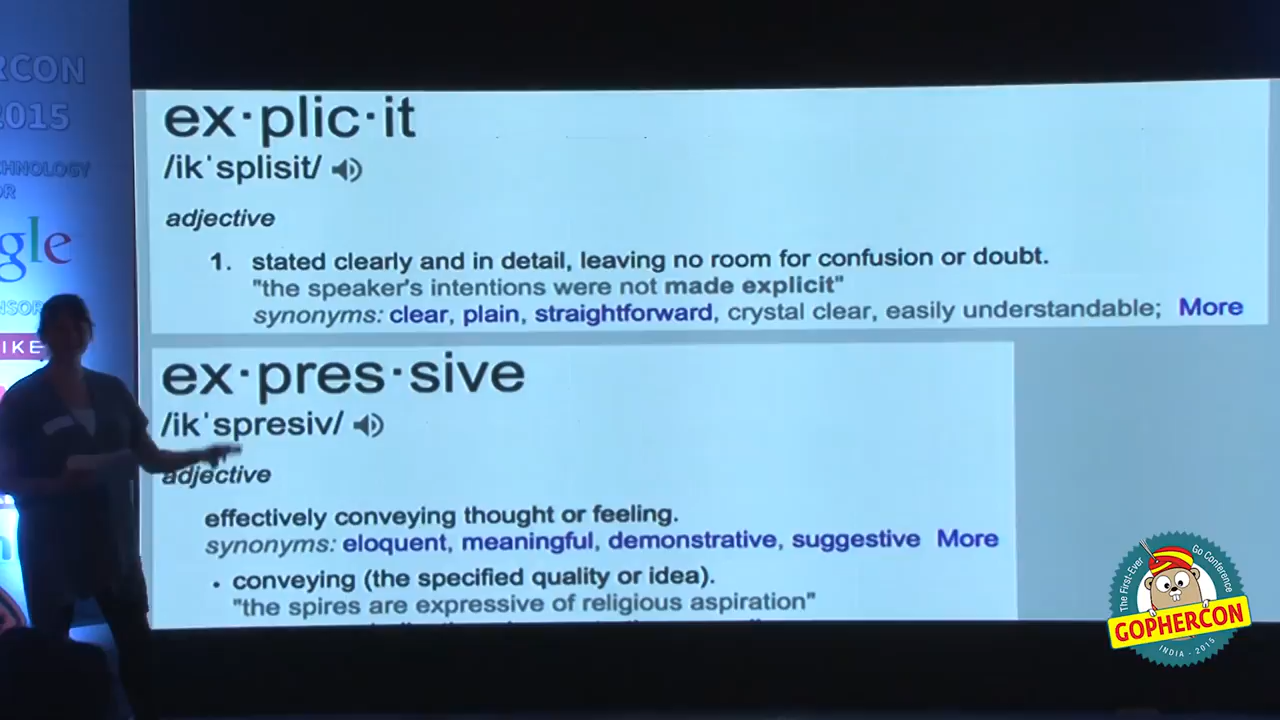 RCON
2015
CHNOLOGY
OR
gle
NSOR
IKE
ex·plic·it
/ikˈsplisit/
adjective
1. stated clearly and in detail, leaving no room for confusion or doubt.
"the speaker's intentions were not made explicit"
synonyms: clear, plain, straightforward, crystal clear, easily understandable; More
ex·pres·sive
/ikˈspresiv/
adjective
effectively conveying thought or feeling.
synonyms: eloquent, meaningful, demonstrative, suggestive More
• conveying (the specified quality or idea).
"the spires are expressive of religious aspiration"
The First-Ever Go Conference
GOPHERCON
INDIA - 2015